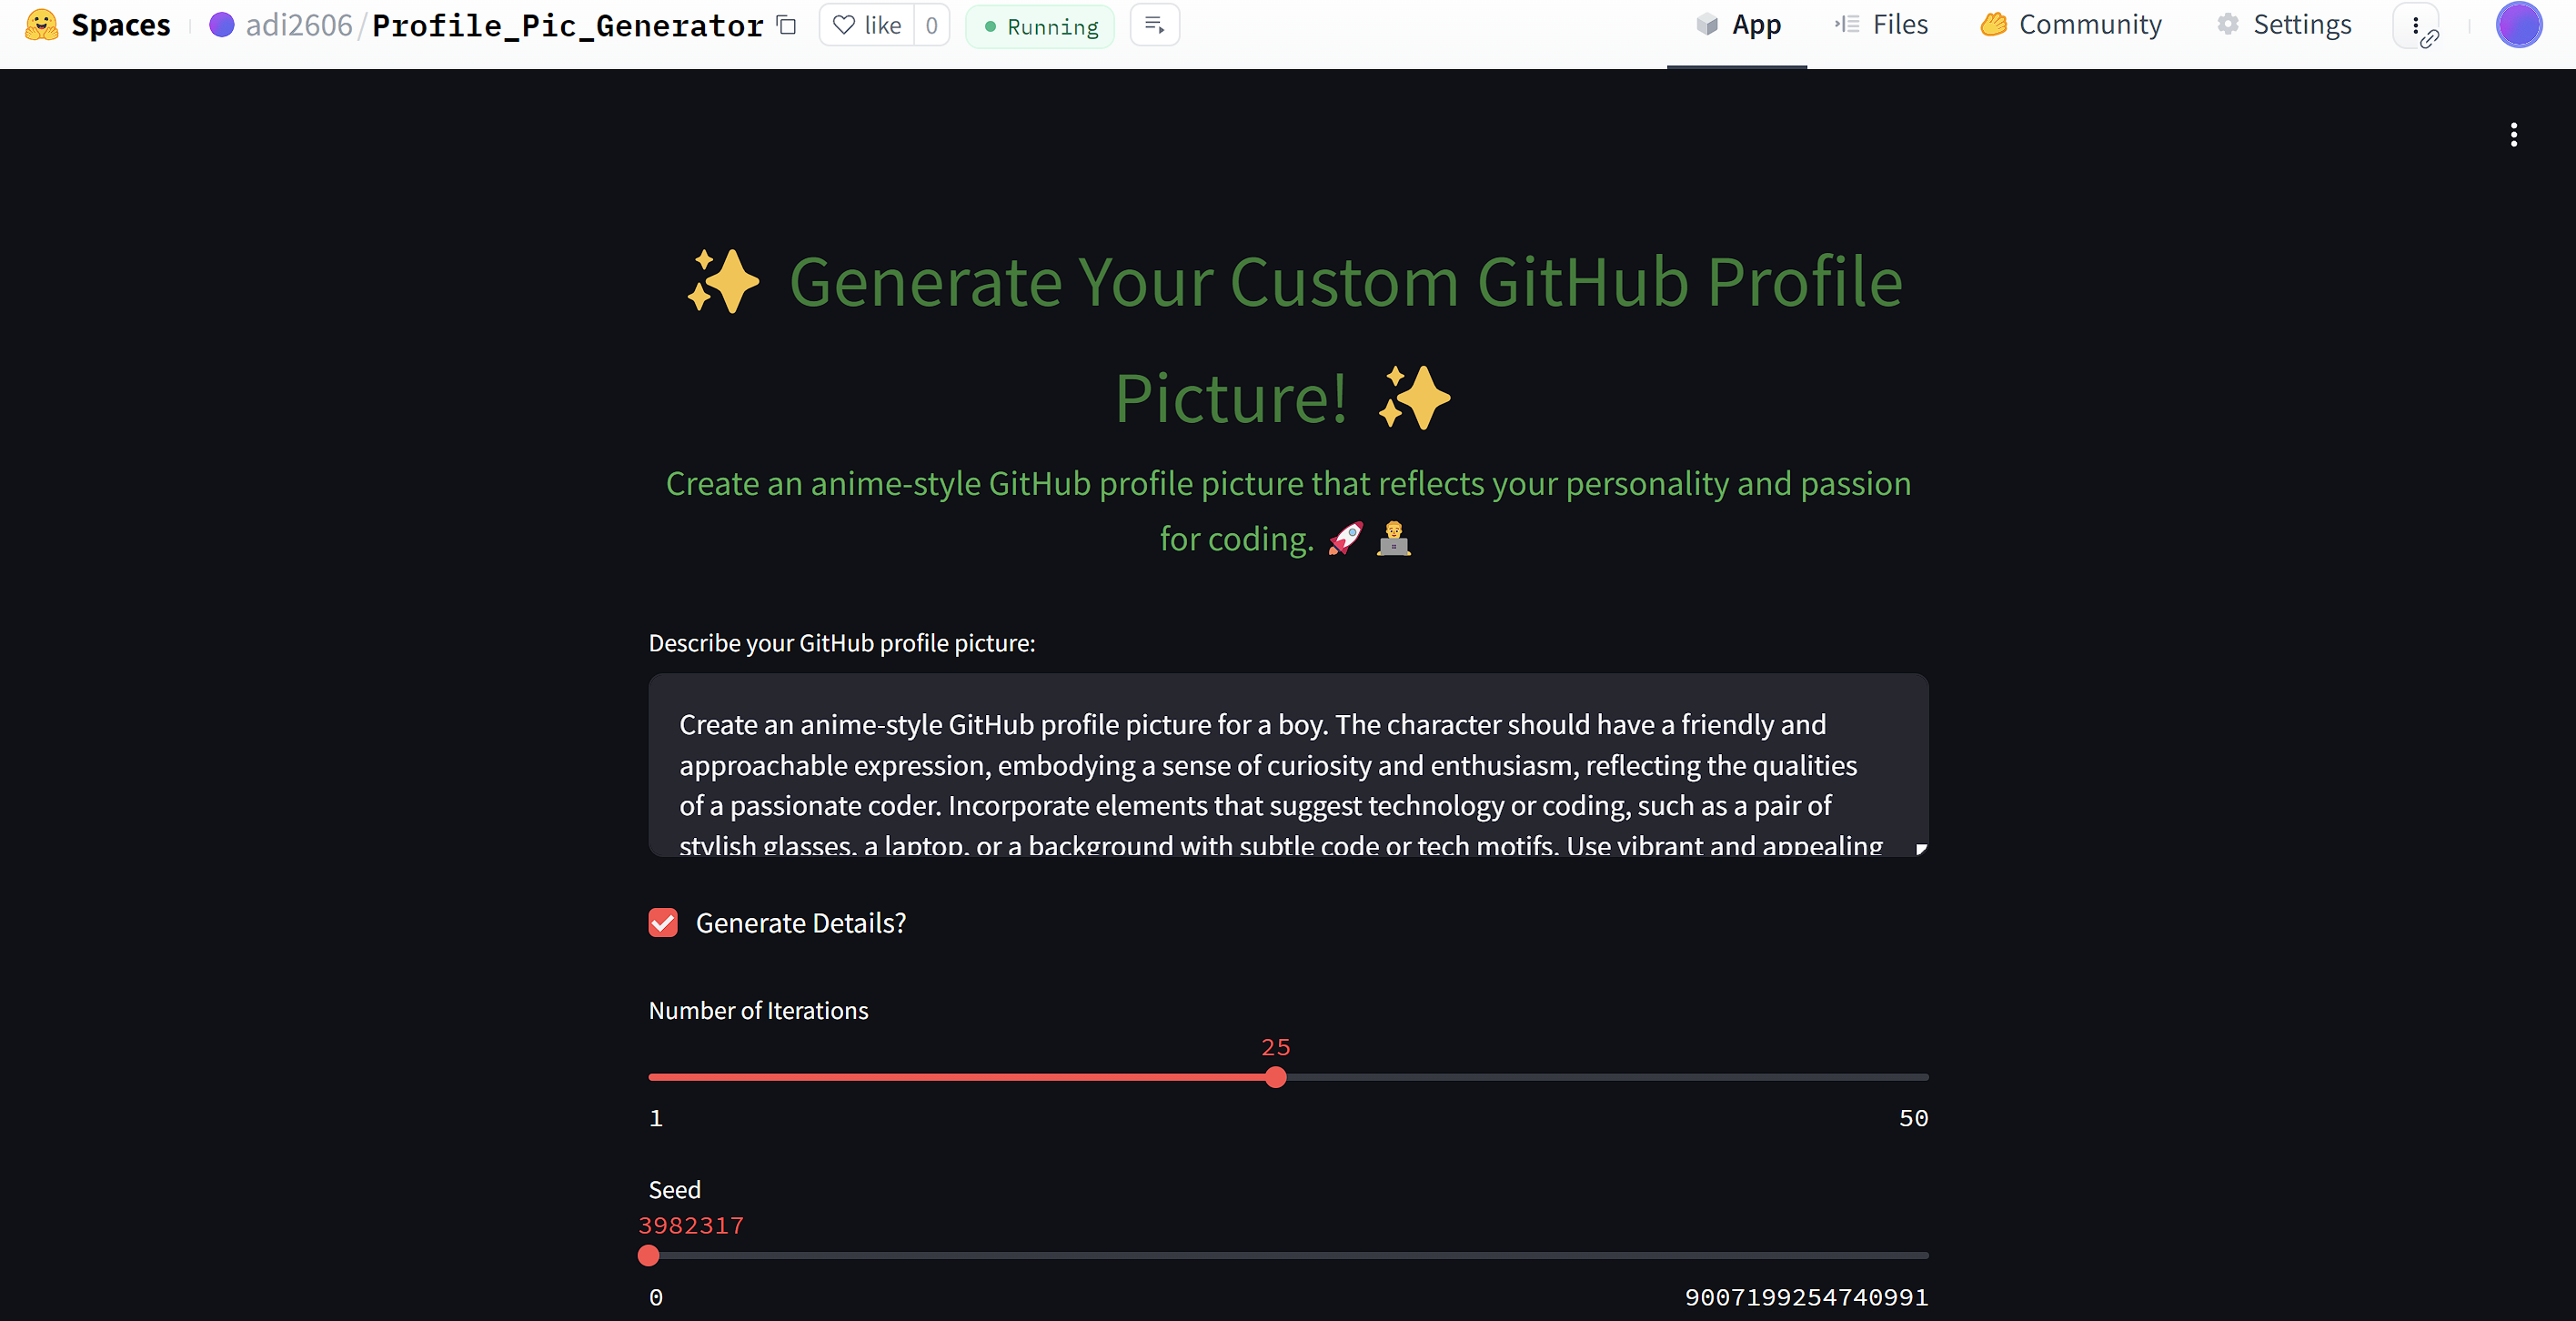 Spaces adi2606/Profile_Pic_Generator like 0 Running App Files Community Settings
✨ Generate Your Custom GitHub Profile
Picture! ✨
Create an anime-style GitHub profile picture that reflects your personality and passion
for coding. 🚀 👨‍💻
Describe your GitHub profile picture:
Create an anime-style GitHub profile picture for a boy. The character should have a friendly and
approachable expression, embodying a sense of curiosity and enthusiasm, reflecting the qualities
of a passionate coder. Incorporate elements that suggest technology or coding, such as a pair of
stylish glasses, a laptop, or a background with subtle code or tech motifs. Use vibrant and appealing
Generate Details?
Number of Iterations
25
1 50
Seed
3982317
0 9007199254740991